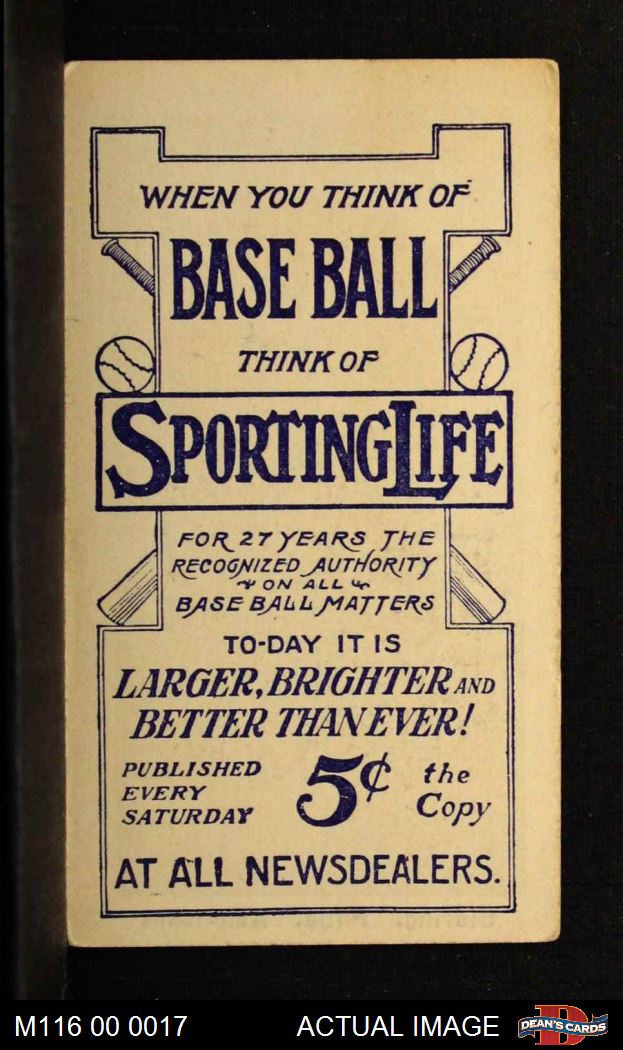 WHEN YOU THINK OF
BASE BALL
THINK OF
SPORTING LIFE
FOR 27 YEARS THE
RECOGNIZED AUTHORITY
ON ALL
BASE BALL MATTERS
TO-DAY IT IS
LARGER, BRIGHTER AND
BETTER THAN EVER!
PUBLISHED
EVERY
SATURDAY
5¢
the
Copy
AT ALL NEWSDEALERS.
M116 00 0017
ACTUAL IMAGE
D
DEAN'S CARDS